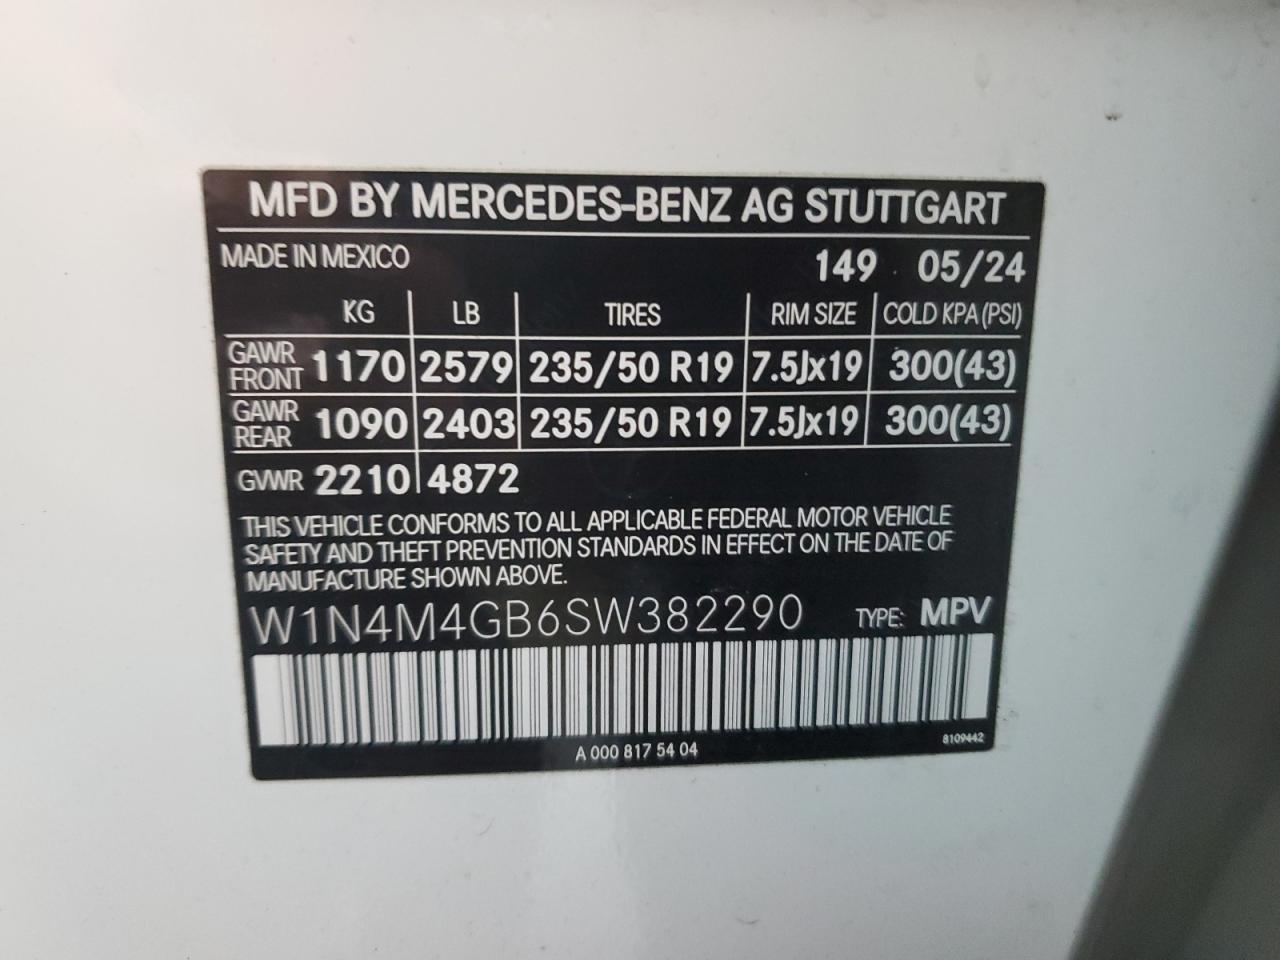 MFD BY MERCEDES-BENZ AG STUTTGART
MADE IN MEXICO 149 05/24
KG LB TIRES RIM SIZE COLD KPA (PSI)
GAWR FRONT 1170 2579 235/50 R19 7.5Jx19 300(43)
GAWR REAR 1090 2403 235/50 R19 7.5Jx19 300(43)
GVWR 2210 4872
THIS VEHICLE CONFORMS TO ALL APPLICABLE FEDERAL MOTOR VEHICLE
SAFETY AND THEFT PREVENTION STANDARDS IN EFFECT ON THE DATE OF
MANUFACTURE SHOWN ABOVE.
W1N4M4GB6SW382290 TYPE: MPV
A 000 817 54 04 8109442